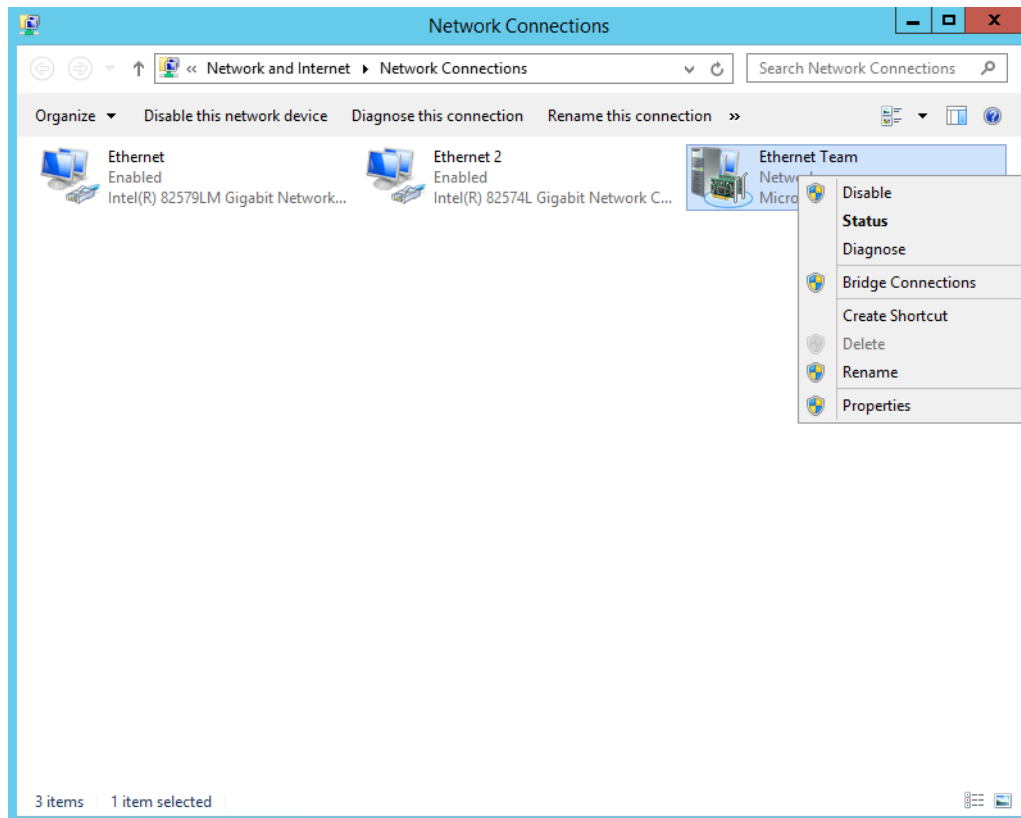 Network Connections
« Network and Internet Network Connections
Search Network Connections
Organize Disable this network device Diagnose this connection Rename this connection »
Ethernet
Enabled
Intel(R) 82579LM Gigabit Network...
Ethernet 2
Enabled
Intel(R) 82574L Gigabit Network C...
Ethernet Team
Disable
Status
Diagnose
Bridge Connections
Create Shortcut
Delete
Rename
Properties
3 items 1 item selected